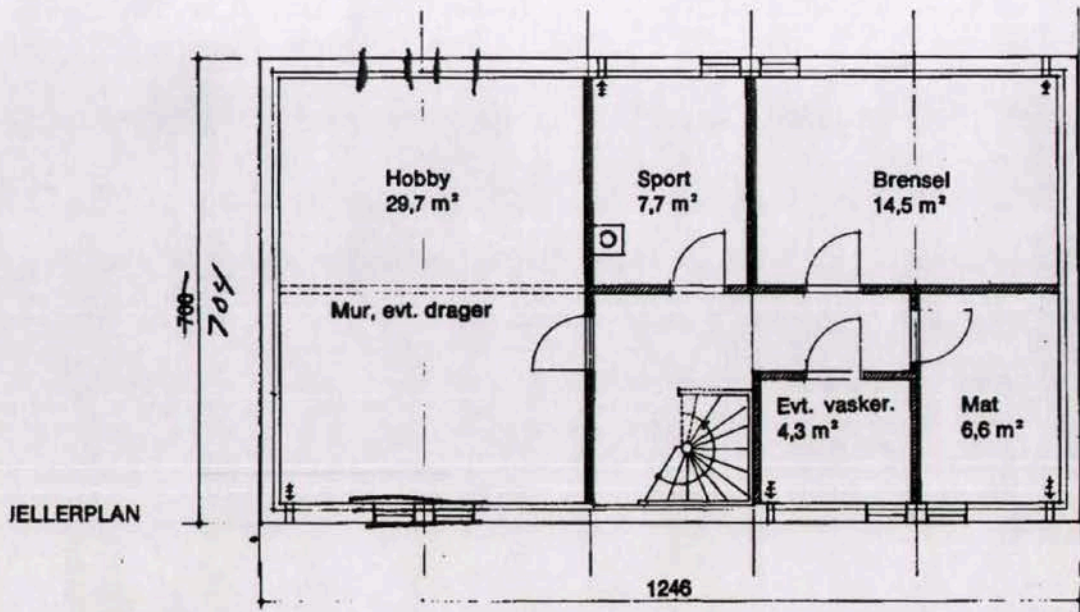 Hobby
29,7 m²
Sport
7,7 m²
Brensel
14,5 m²
700
704
Mur, evt. drager
Evt. vasker.
4,3 m²
Mat
6,6 m²
JELLERPLAN
1246